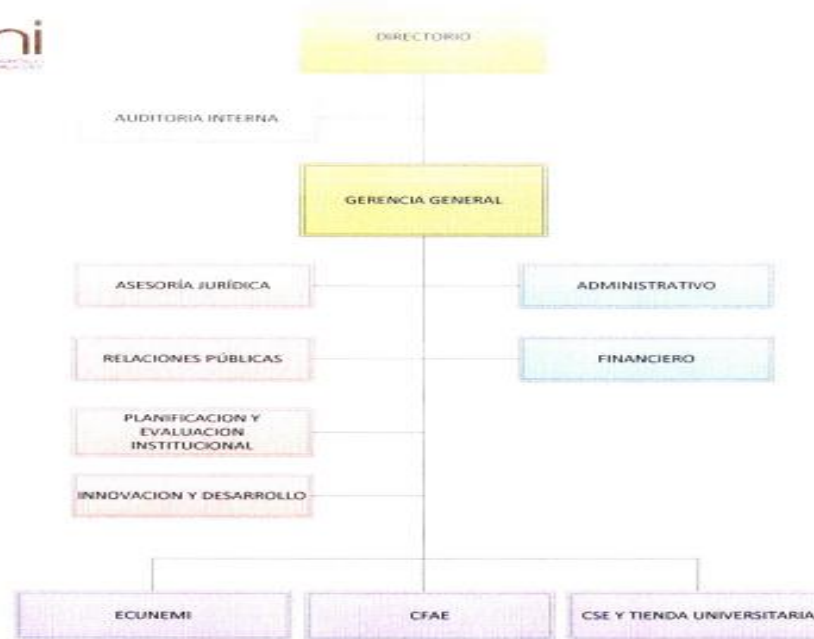 ni
DIRECTORIO
AUDITORIA INTERNA
GERENCIA GENERAL
ASESORÍA JURÍDICA
ADMINISTRATIVO
RELACIONES PÚBLICAS
FINANCIERO
PLANIFICACION Y
EVALUACION
INSTITUCIONAL
INNOVACION Y DESARROLLO
ECUNEMI
CFAE
CSE Y TIENDA UNIVERSITARIA